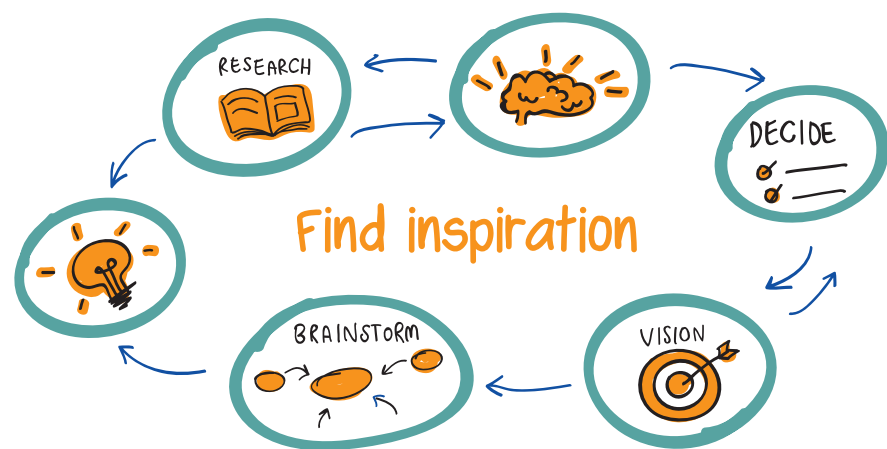 RESEARCH
DECIDE
Find inspiration
BRAINSTORM
VISION